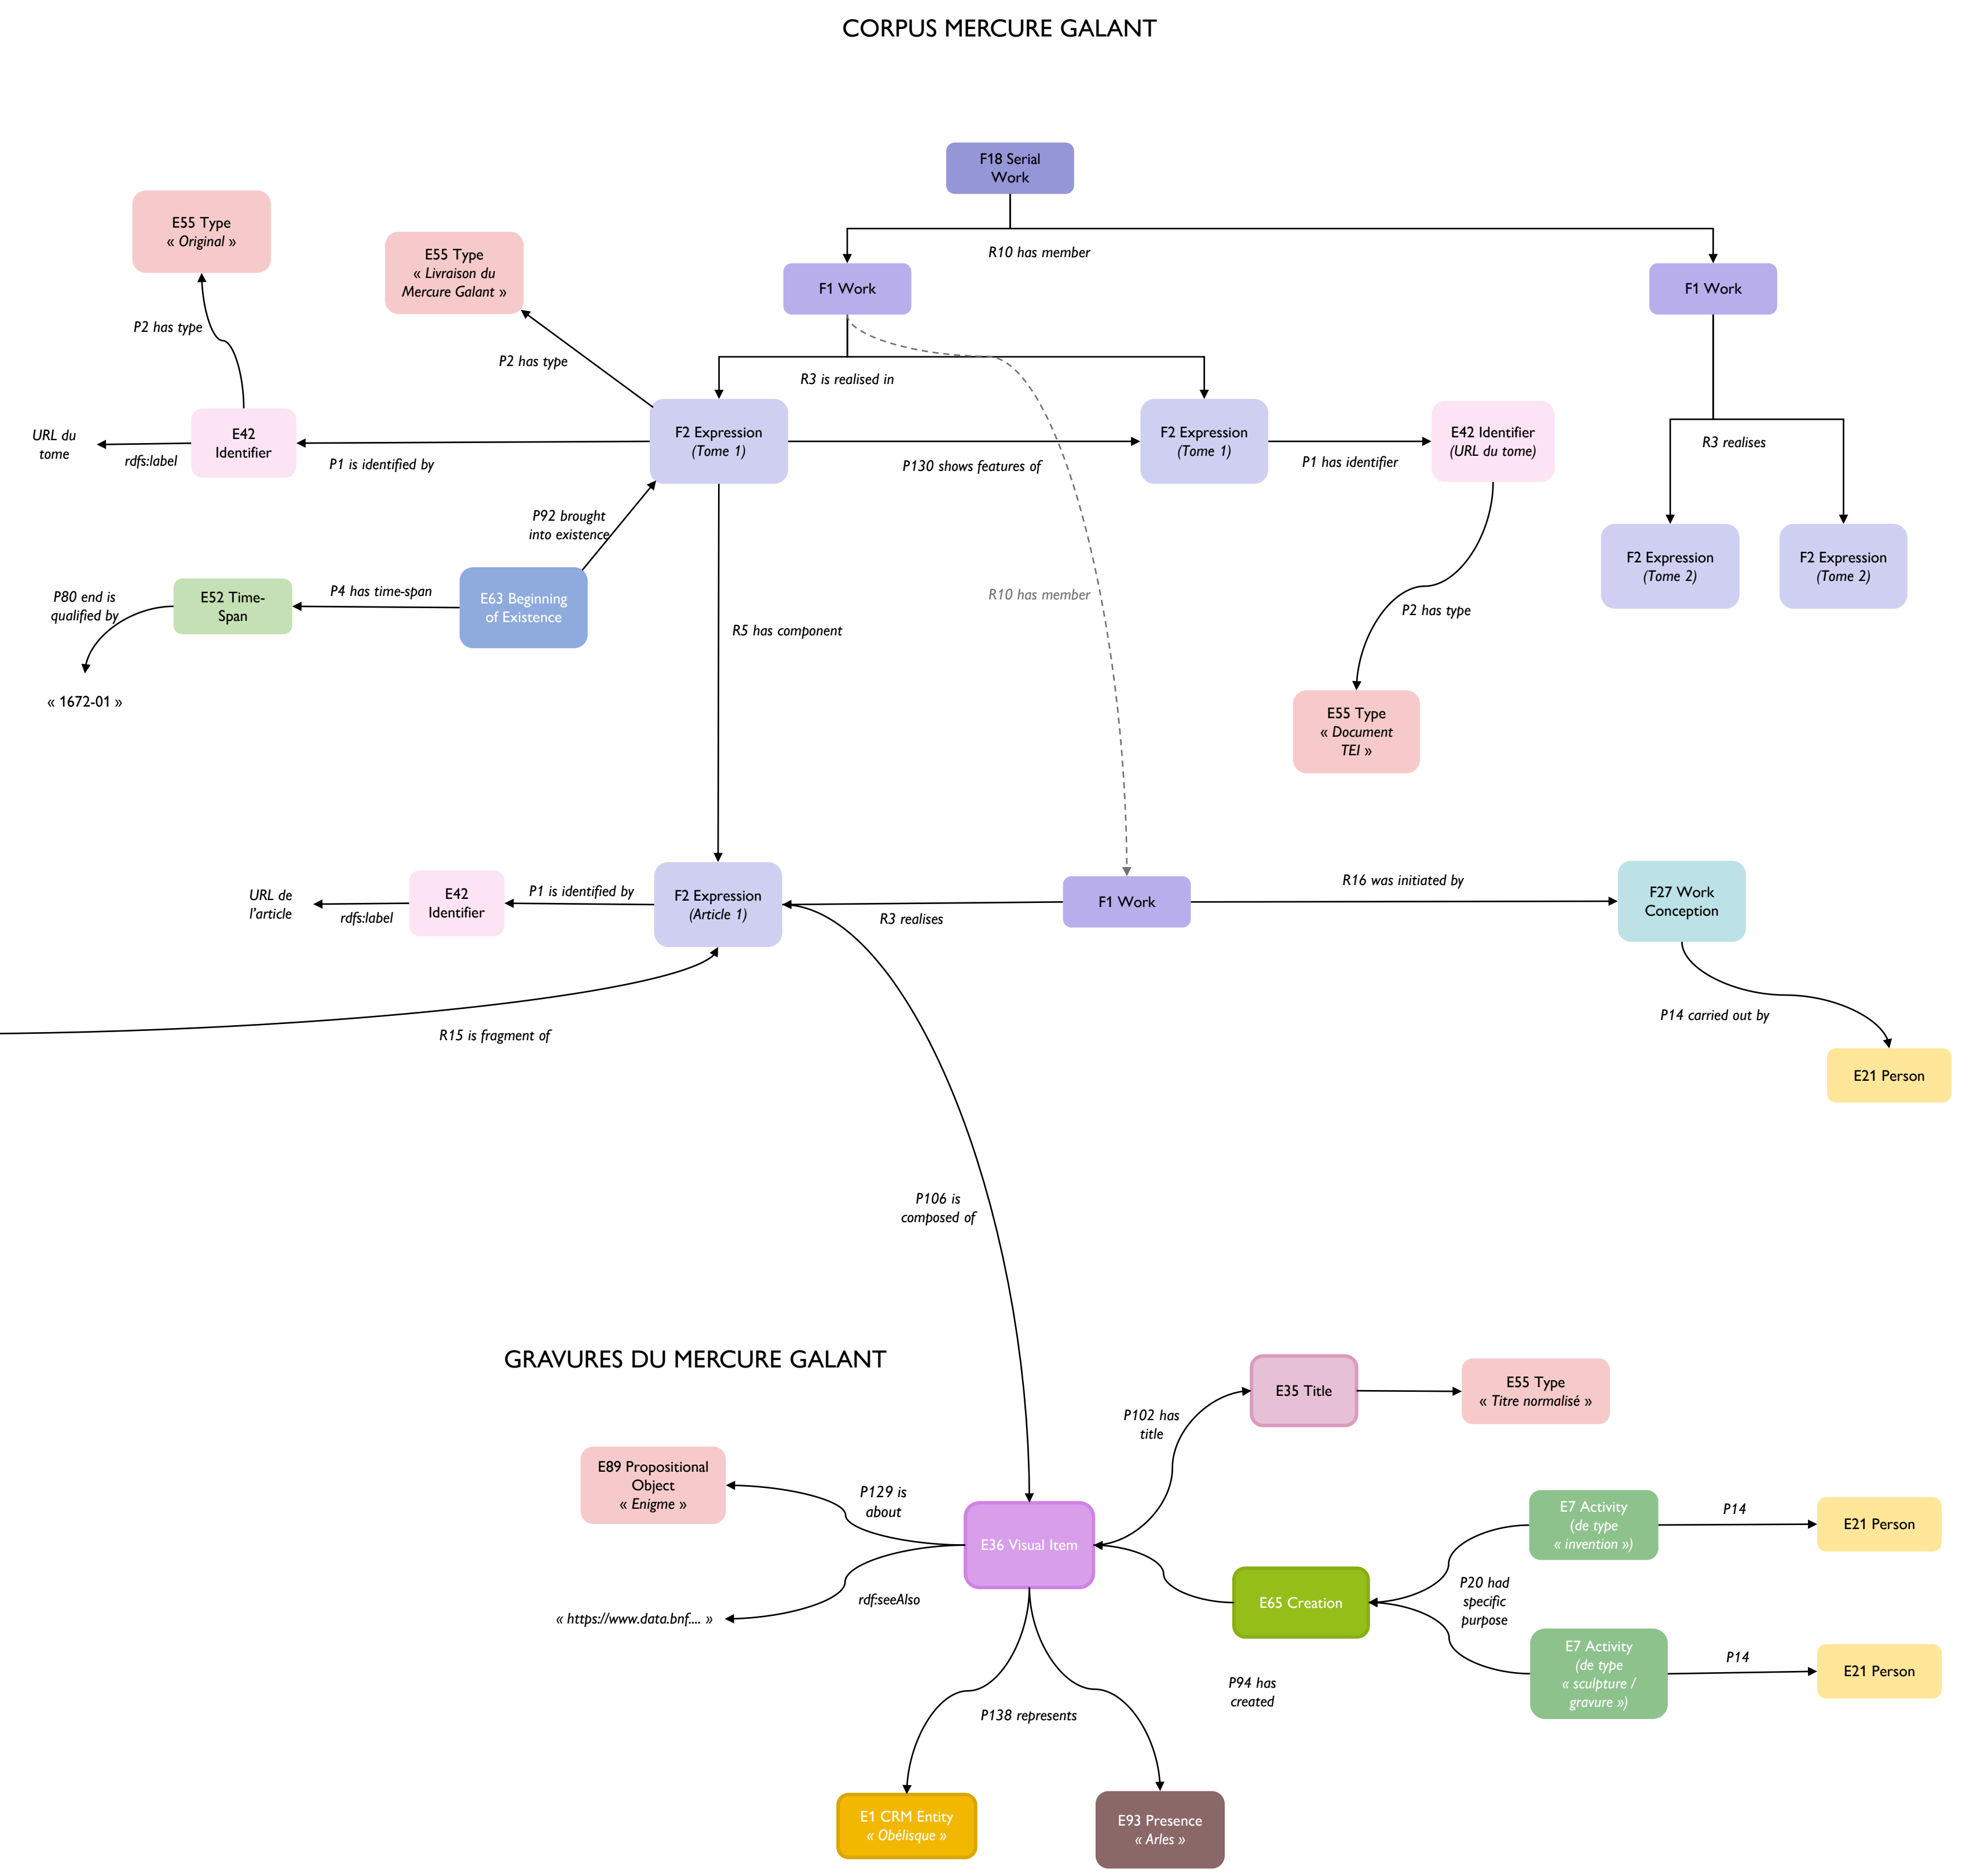 CORPUS MERCURE GALANT
F18 Serial
Work
R10 has member
F1 Work
F1 Work
E55 Type
« Original »
E55 Type
« Livraison du
Mercure Galant »
P2 has type
P2 has type
R3 is realised in
URL du
tome
rdfs:label
E42
Identifier
P1 is identified by
F2 Expression
(Tome 1)
P130 shows features of
F2 Expression
(Tome 1)
P1 has identifier
E42 Identifier
(URL du tome)
R3 realises
F2 Expression
(Tome 2)
F2 Expression
(Tome 2)
P92 brought
into existence
P80 end is
qualified by
E52 Time-
Span
P4 has time-span
E63 Beginning
of Existence
« 1672-01 »
R5 has component
R10 has member
P2 has type
E55 Type
« Document
TEI »
URL de
l'article
rdfs:label
E42
Identifier
P1 is identified by
F2 Expression
(Article 1)
R3 realises
F1 Work
R16 was initiated by
F27 Work
Conception
P14 carried out by
E21 Person
R15 is fragment of
P106 is
composed of
GRAVURES DU MERCURE GALANT
E35 Title
E55 Type
« Titre normalisé »
P102 has
title
E89 Propositional
Object
« Enigme »
P129 is
about
E36 Visual Item
E7 Activity
(de type
« invention »)
P14
E21 Person
rdf:seeAlso
« https://www.data.bnf.... »
E65 Creation
P20 had
specific
purpose
E7 Activity
(de type
« sculpture /
gravure »)
P14
E21 Person
P94 has
created
P138 represents
E1 CRM Entity
« Obélisque »
E93 Presence
« Arles »